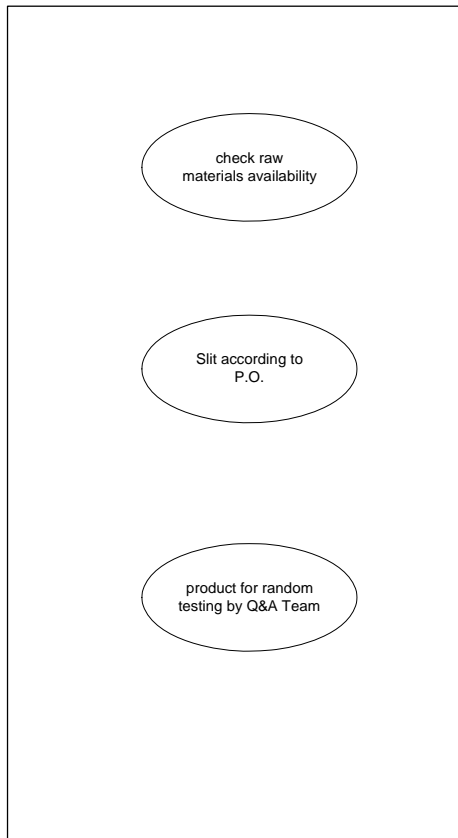 check raw
materials availability
Slit according to
P.O.
product for random
testing by Q&A Team